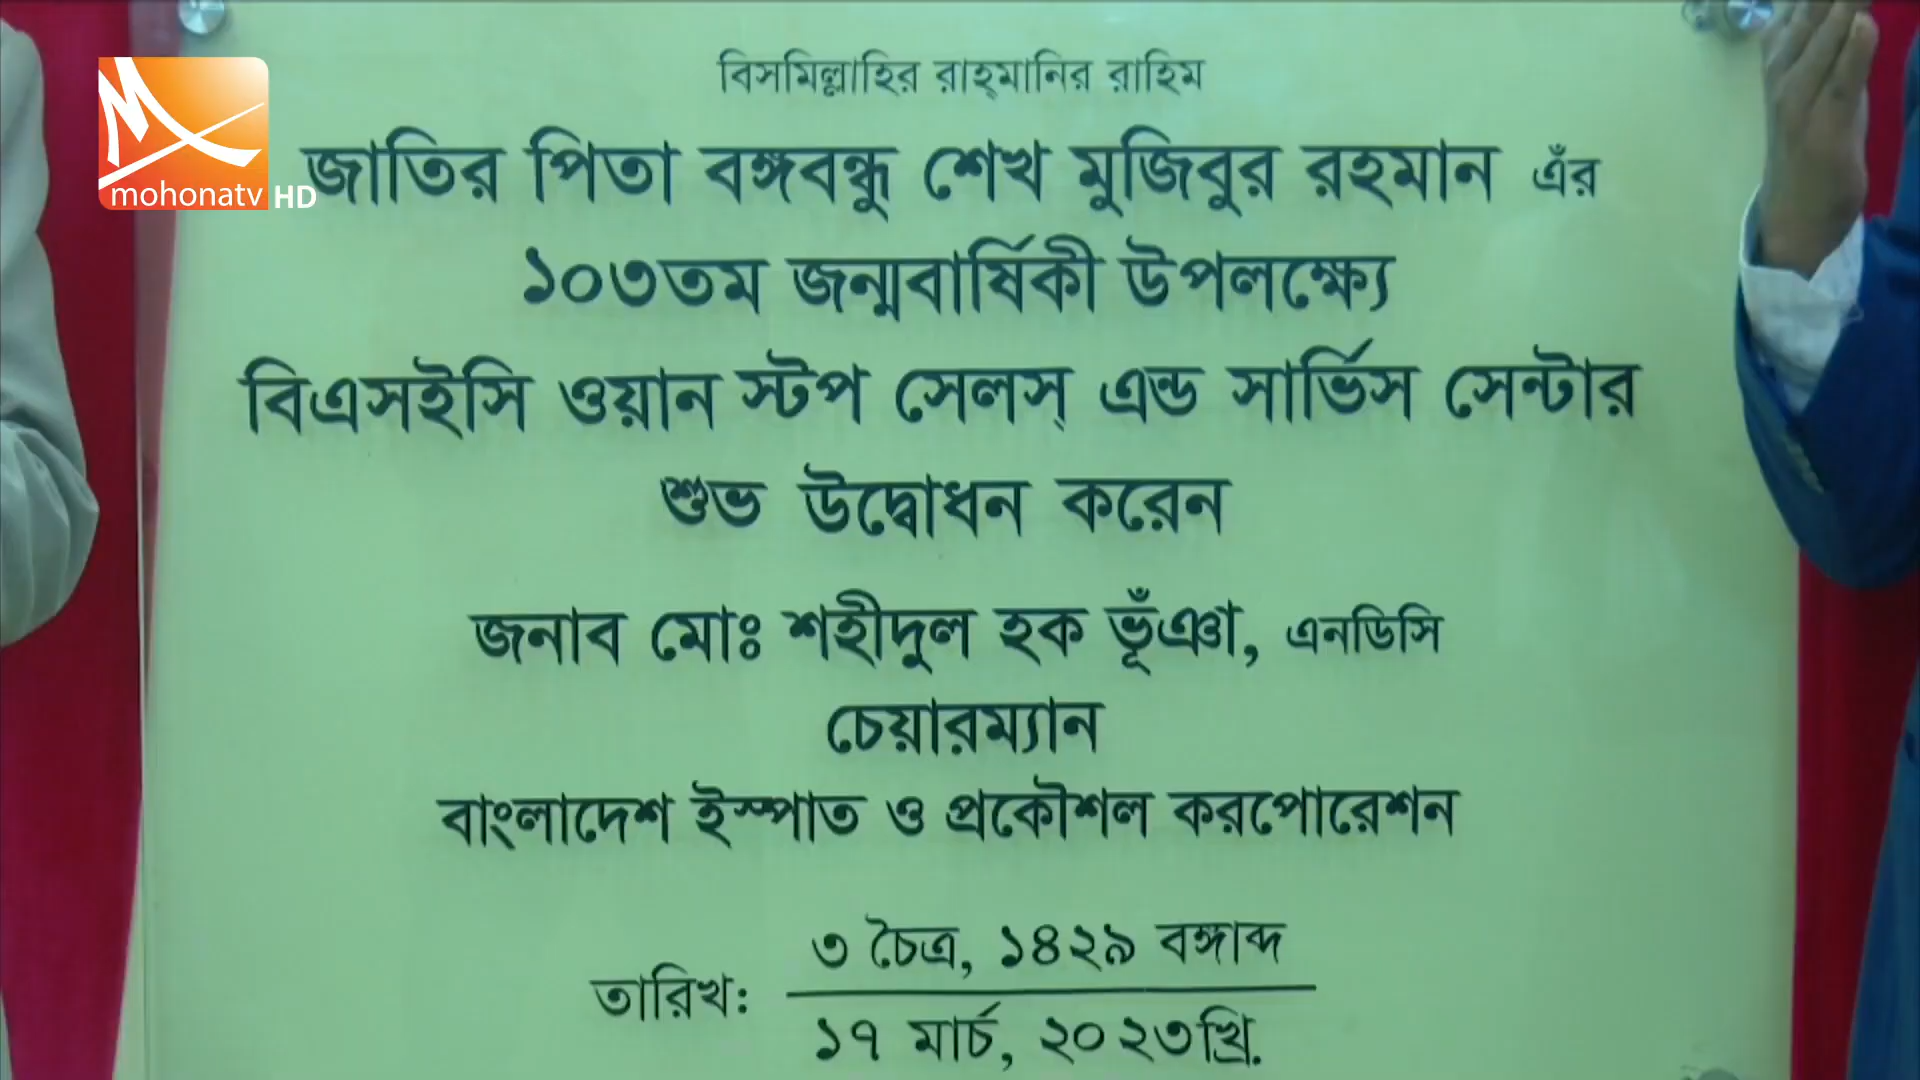 বিসমিল্লাহির রাহ্‌মানির রাহিম
জাতির পিতা বঙ্গবন্ধু শেখ মুজিবুর রহমান এঁর
১০৩তম জন্মবার্ষিকী উপলক্ষ্যে
বিএসইসি ওয়ান স্টপ সেলস্ এন্ড সার্ভিস সেন্টার
শুভ উদ্বোধন করেন
জনাব মোঃ শহীদুল হক ভূঁঞা, এনডিসি
চেয়ারম্যান
বাংলাদেশ ইস্পাত ও প্রকৌশল করপোরেশন
৩ চৈত্র, ১৪২৯ বঙ্গাব্দ
তারিখঃ
১৭ মার্চ, ২০২৩খ্রি.
mohonatv HD